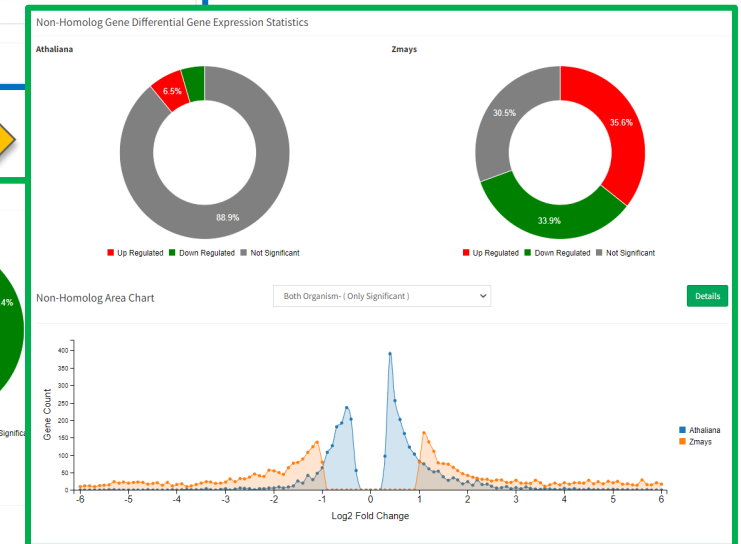 Non-Homolog Gene Differential Gene Expression Statistics
Athaliana
Zmays
6.5%
88.9%
30.5%
35.6%
33.9%
Up Regulated Down Regulated Not Significant
Up Regulated Down Regulated Not Significant
4%
Non-Homolog Area Chart
Both Organism- ( Only Significant )
Details
400
350
300
250
200
150
100
50
0
Gene Count
Athaliana
Zmays
-6 -5 -4 -3 -2 -1 0 1 2 3 4 5 6
Log2 Fold Change